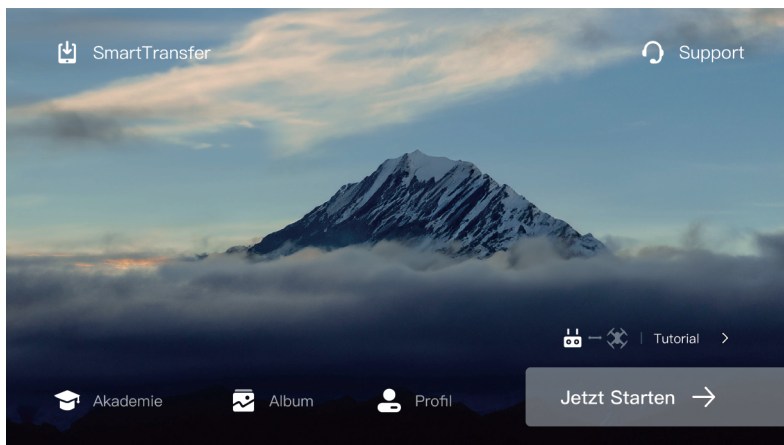 SmartTransfer
Support
Tutorial
Akademie
Album
Profil
Jetzt Starten